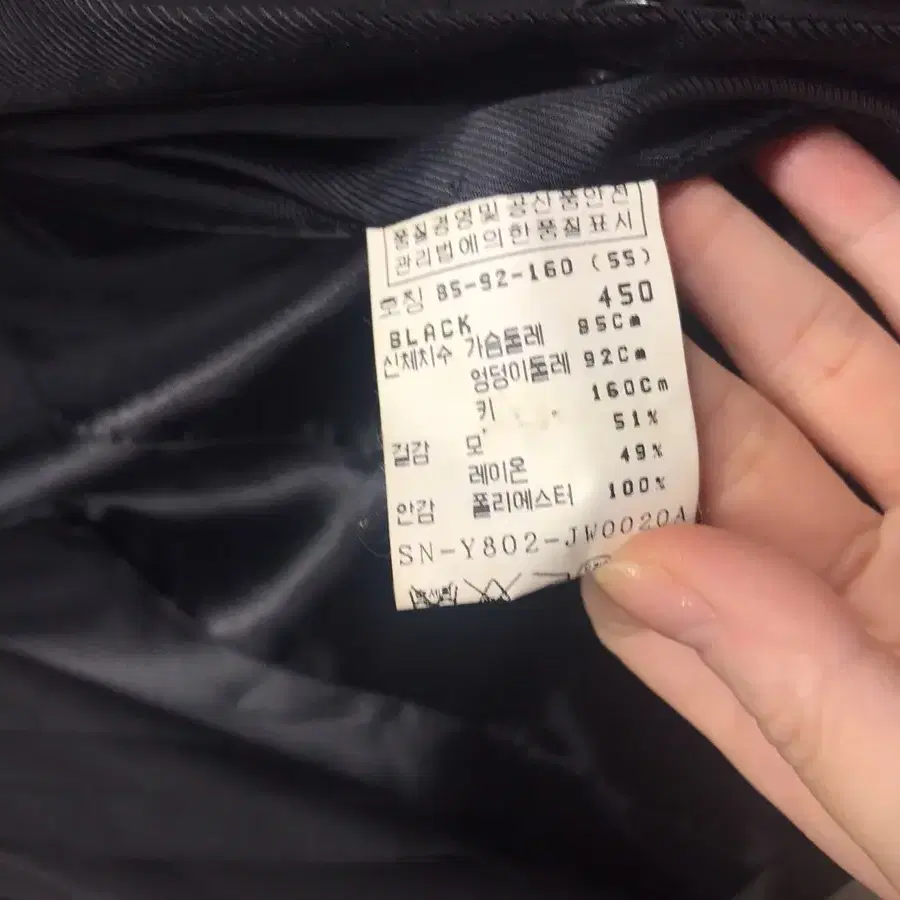 품질경영및 공산품안전
관리법에의한 품질표시
호칭 85-92-160 (55)
450
BLACK
신체치수 가슴둘레 85Cm
엉덩이둘레 92Cm
키 160Cm
겉감 모 51%
레이온 49%
안감 폴리에스터 100%
SN-Y802-JW0020A